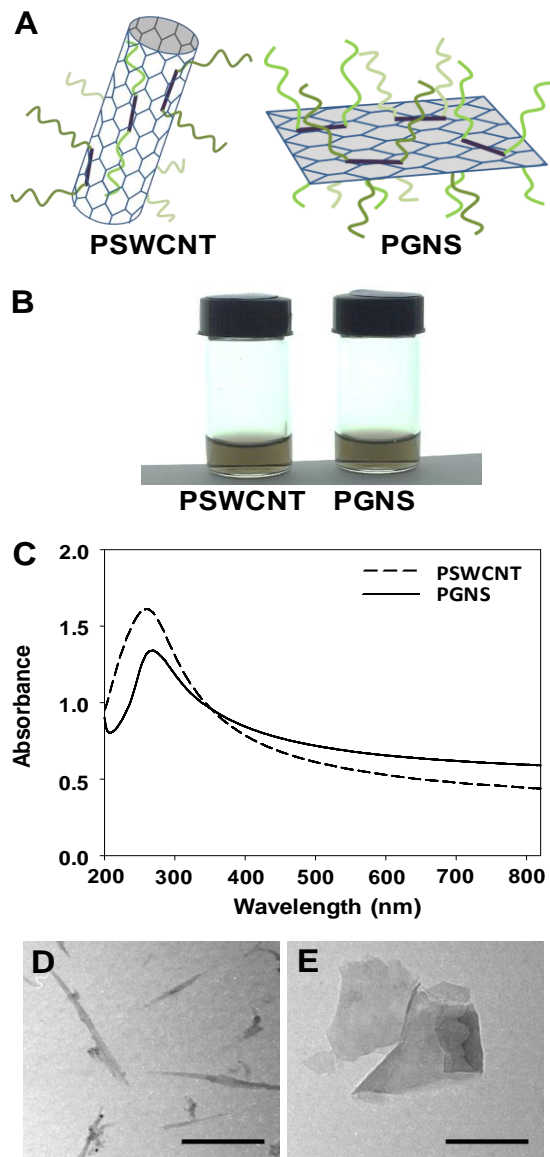 A
PSWCNT PGNS
B
PSWCNT PGNS
C
2.0
1.5
1.0
0.5
0.0
Absorbance
PSWCNT
PGNS
200 300 400 500 600 700 800
Wavelength (nm)
D E